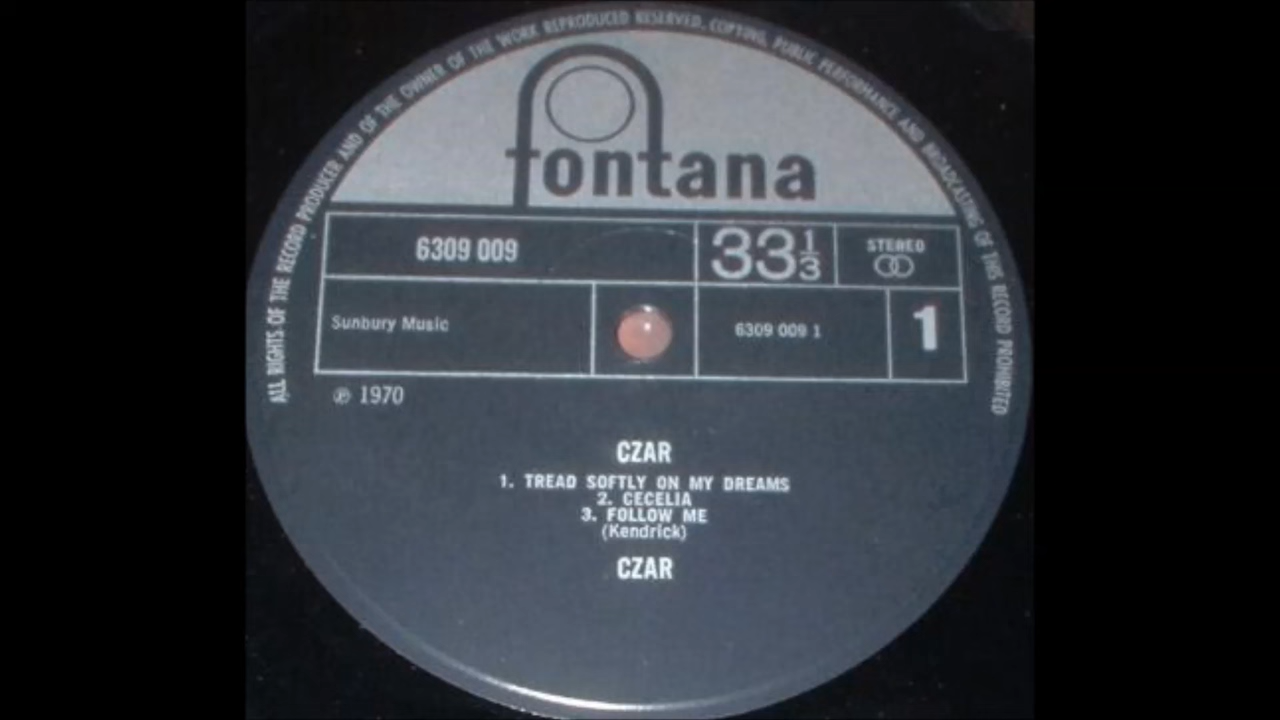 ALL RIGHTS OF THE RECORD PRODUCER AND OF THE OWNER OF THE WORK REPRODUCED RESERVED. COPYING, PUBLIC PERFORMANCE AND BROADCASTING OF THIS RECORD PROHIBITED
fontana
6309 009
33 1/3
STEREO
Sunbury Music
6309 009 1
1
℗ 1970
CZAR
1. TREAD SOFTLY ON MY DREAMS
2. CECELIA
3. FOLLOW ME
(Kendrick)
CZAR